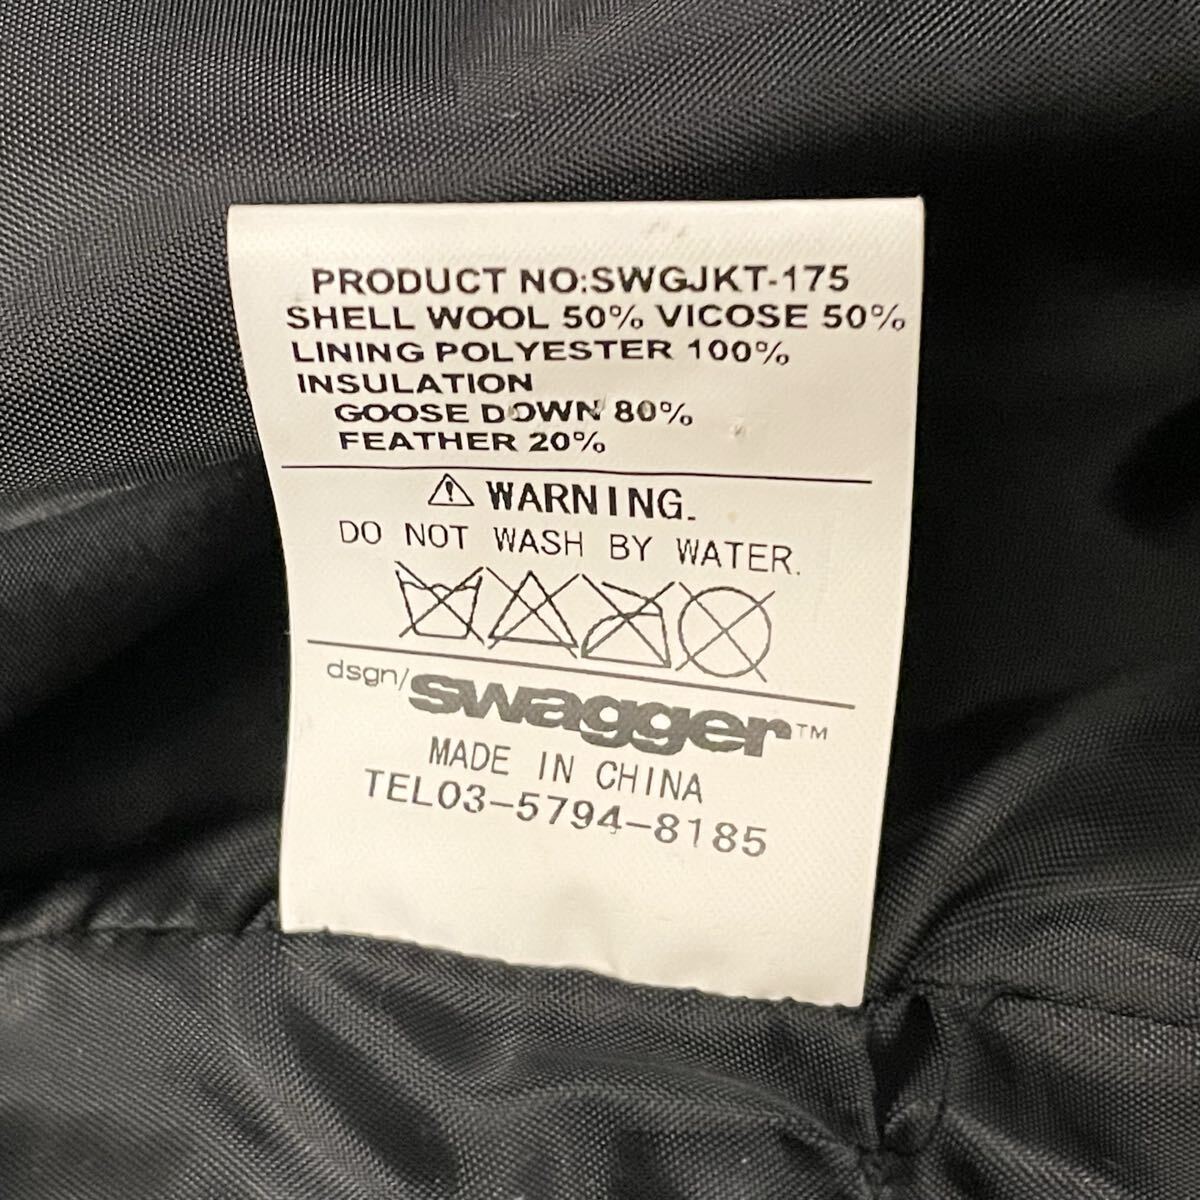 PRODUCT NO:SWGJKT-175
SHELL WOOL 50% VICOSE 50%
LINING POLYESTER 100%
INSULATION
GOOSE DOWN 80%
FEATHER 20%
WARNING.
DO NOT WASH BY WATER.
dsgn/swagger™
MADE IN CHINA
TEL03-5794-8185